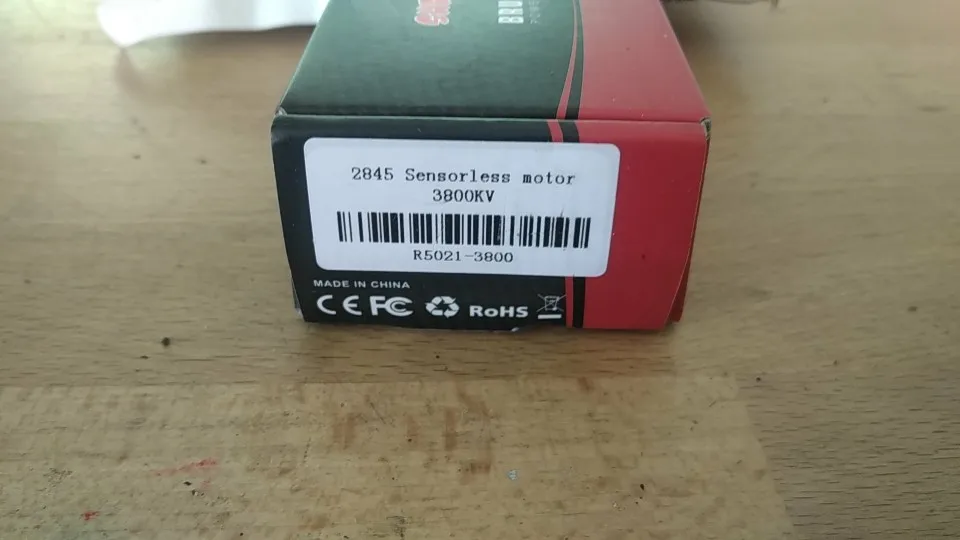 2845 Sensorless motor
3800KV
R5021-3800
MADE IN CHINA
CE FC RoHS